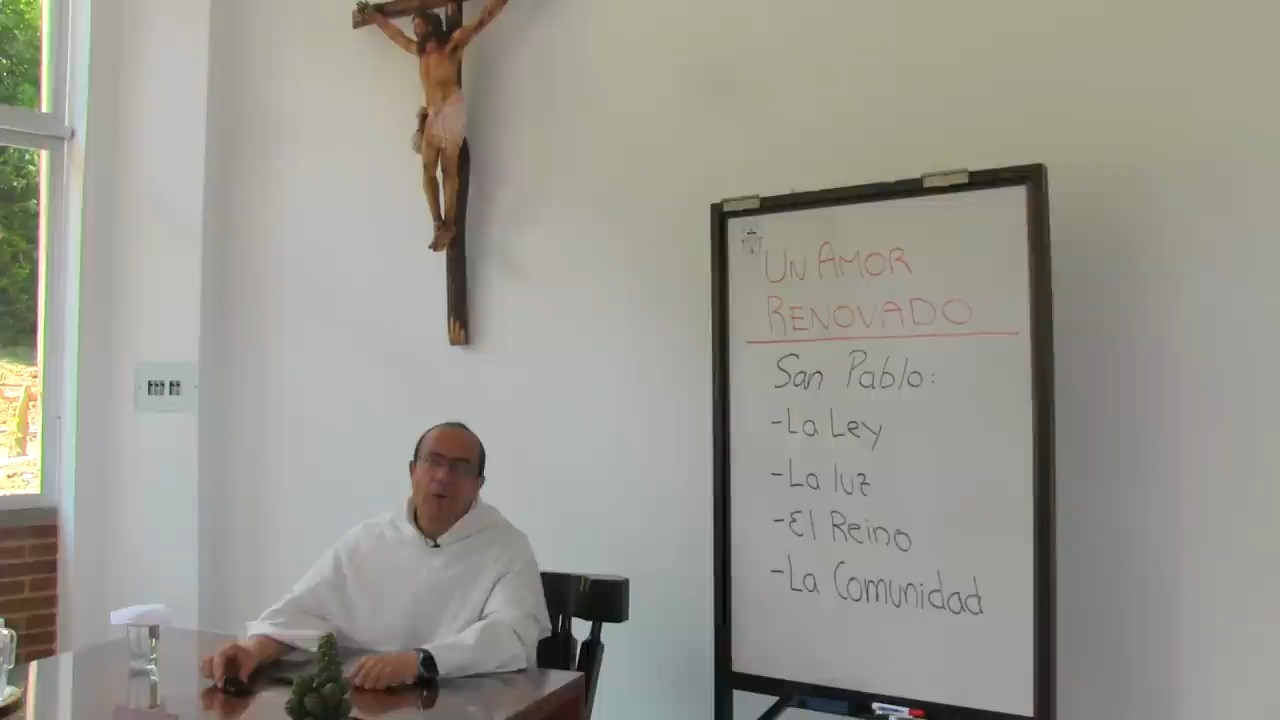 UN AMOR
RENOVADO
San Pablo:
-La Ley
-La luz
-El Reino
-La Comunidad